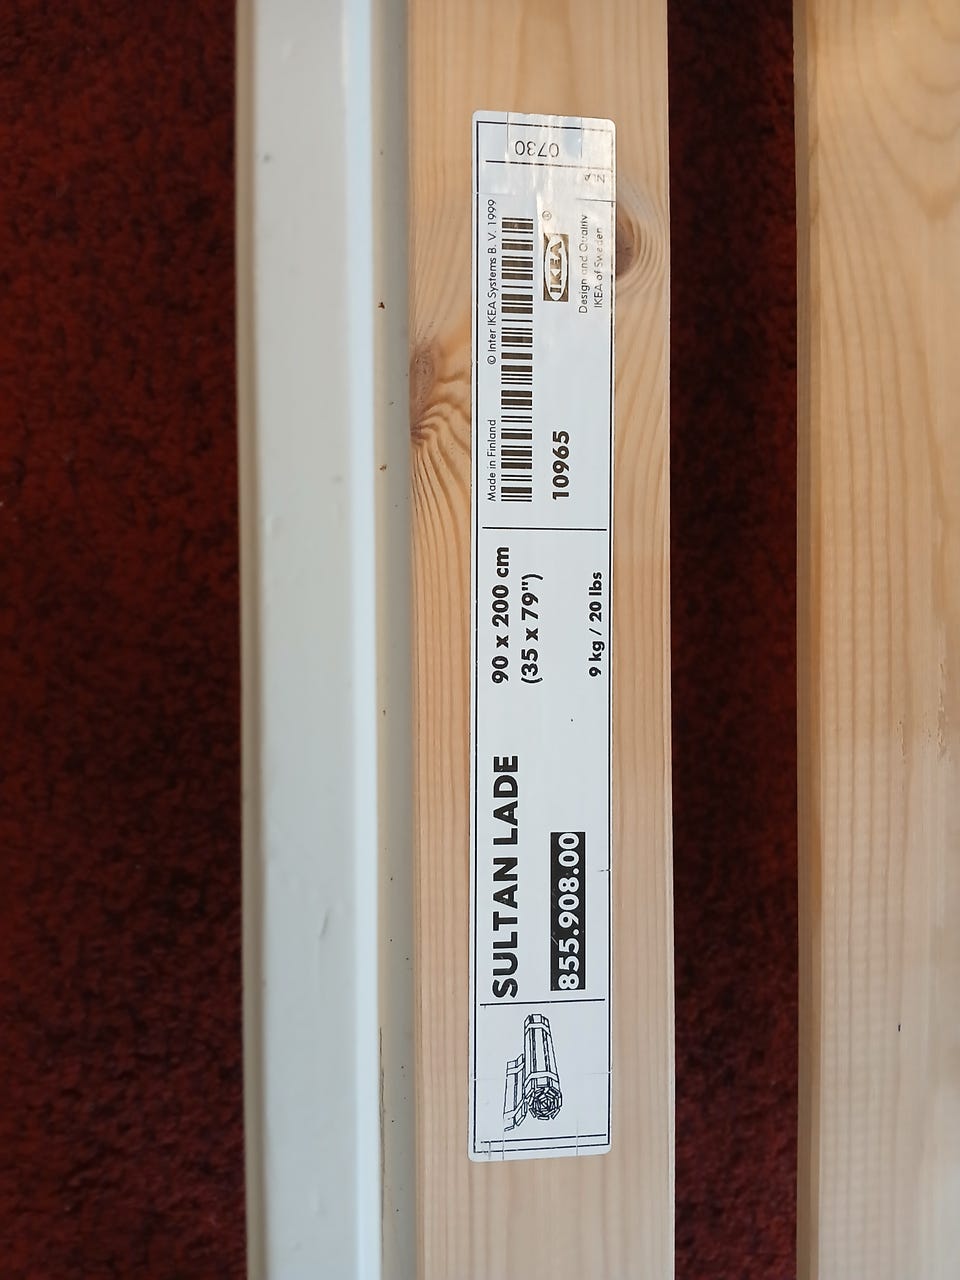 SULTAN LADE
855.908.00
90 x 200 cm
(35 x 79")
9 kg / 20 lbs
Made in Finland
© Inter IKEA Systems B. V. 1999
10965
IKEA®
Design and Quality
IKEA of Sweden
0730